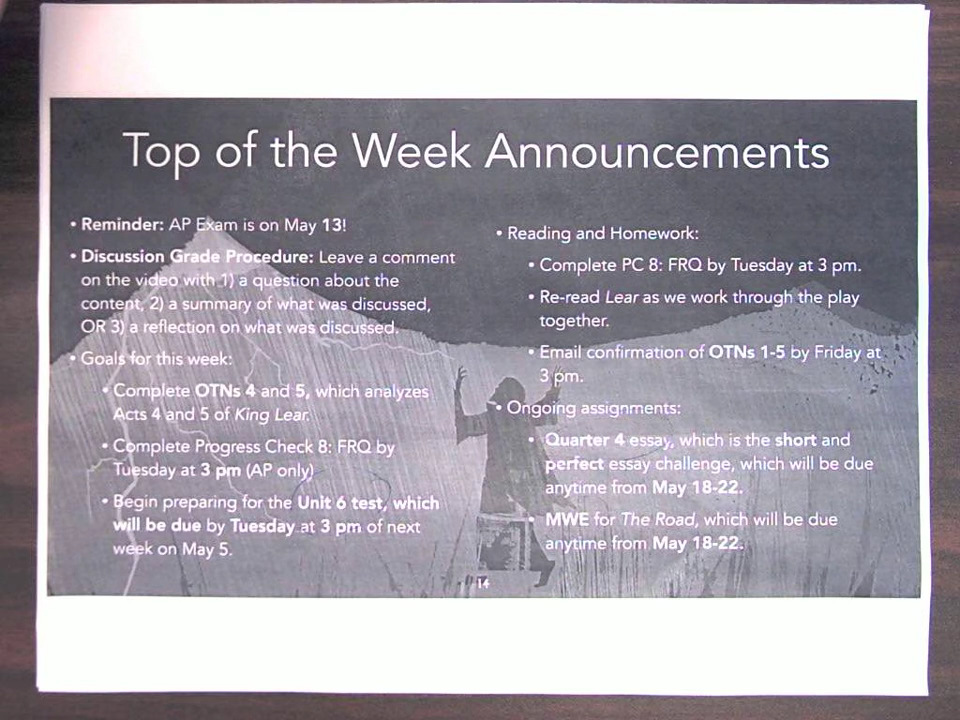 Top of the Week Announcements
• Reminder: AP Exam is on May 13!
• Discussion Grade Procedure: Leave a comment
on the video with 1) a question about the
content, 2) a summary of what was discussed,
OR 3) a reflection on what was discussed.
• Goals for this week:
• Complete OTNs 4 and 5, which analyzes
Acts 4 and 5 of King Lear.
• Complete Progress Check 8: FRQ by
Tuesday at 3 pm (AP only)
• Begin preparing for the Unit 6 test, which
will be due by Tuesday at 3 pm of next
week on May 5.
• Reading and Homework:
• Complete PC 8: FRQ by Tuesday at 3 pm.
• Re-read Lear as we work through the play
together.
• Email confirmation of OTNs 1-5 by Friday at
3 pm.
• Ongoing assignments:
• Quarter 4 essay, which is the short and
perfect essay challenge, which will be due
anytime from May 18-22.
• MWE for The Road, which will be due
anytime from May 18-22.
14